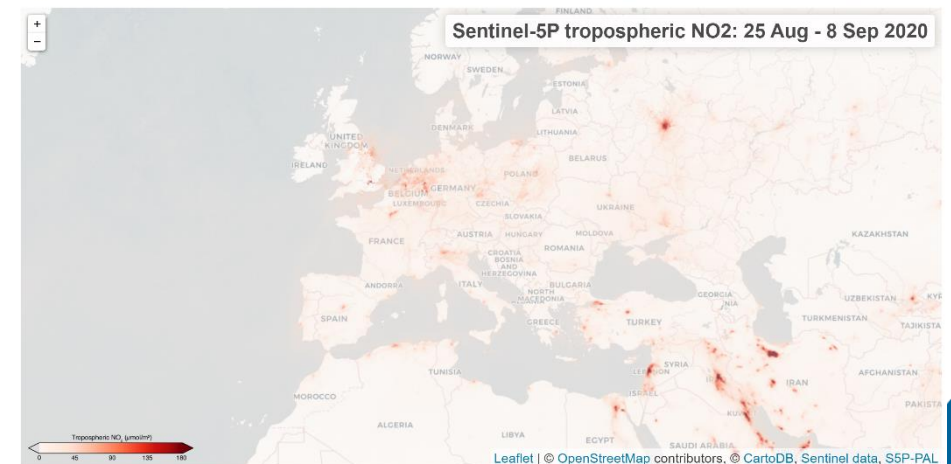 FINLAND
+
−
Sentinel-5P tropospheric NO2: 25 Aug - 8 Sep 2020
NORWAY
SWEDEN
ESTONIA
LATVIA
DENMARK
LITHUANIA
UNITED
KINGDOM
IRELAND
BELARUS
NETHERLANDS
POLAND
BELGIUM
GERMANY
LUXEMBOURG
CZECHIA
UKRAINE
SLOVAKIA
AUSTRIA
HUNGARY
MOLDOVA
KAZAKHSTAN
FRANCE
CROATIA
ROMANIA
BOSNIA
AND
HERZEGOVINA
ANDORRA
ITALY
BULGARIA
NORTH
MACEDONIA
GEORGIA
UZBEKISTAN
SPAIN
GREECE
TURKEY
TURKMENISTAN
TAJIKISTA
TUNISIA
SYRIA
AFGHANISTAN
IRAN
ISRAEL
MOROCCO
PAKISTA
ALGERIA
LIBYA
EGYPT
SAUDI ARABIA
Tropospheric NO₂ (μmol/m²)
0 45 90 135 180
Leaflet | © OpenStreetMap contributors, © CartoDB, Sentinel data, S5P-PAL